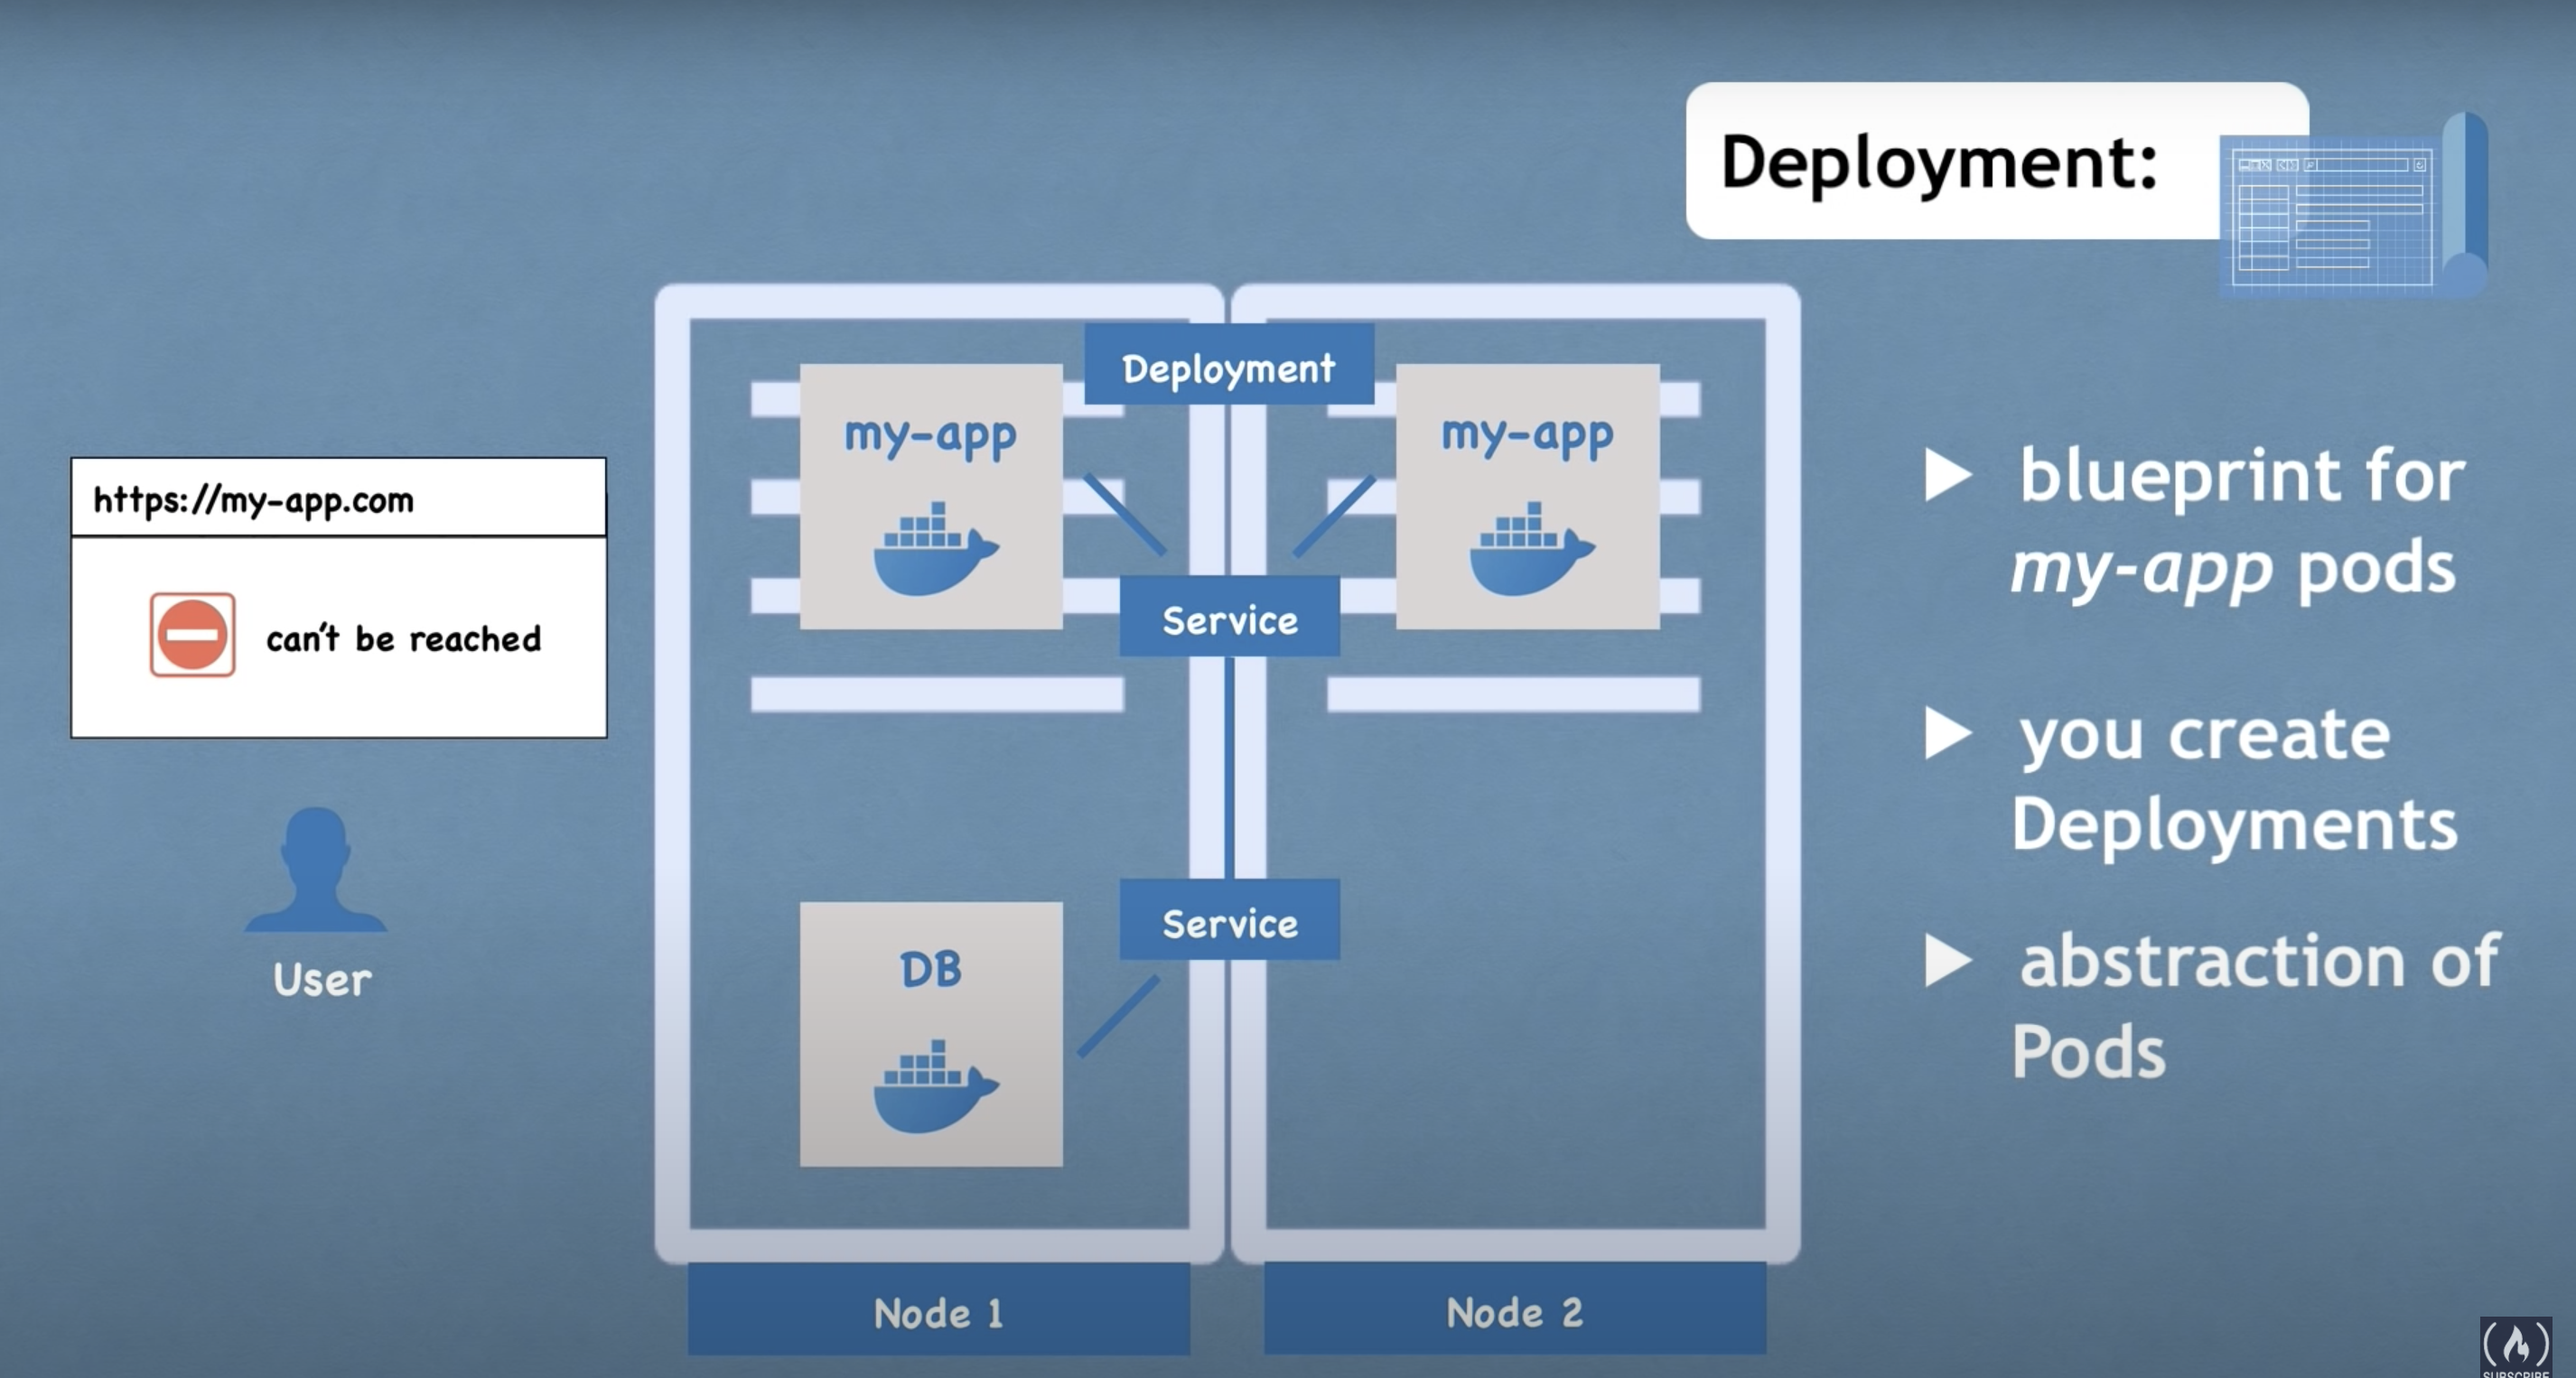 Deployment:
https://my-app.com
can't be reached
User
Deployment
my-app
my-app
Service
Service
DB
Node 1
Node 2
blueprint for
my-app pods
you create
Deployments
abstraction of
Pods
SUBSCRIBE